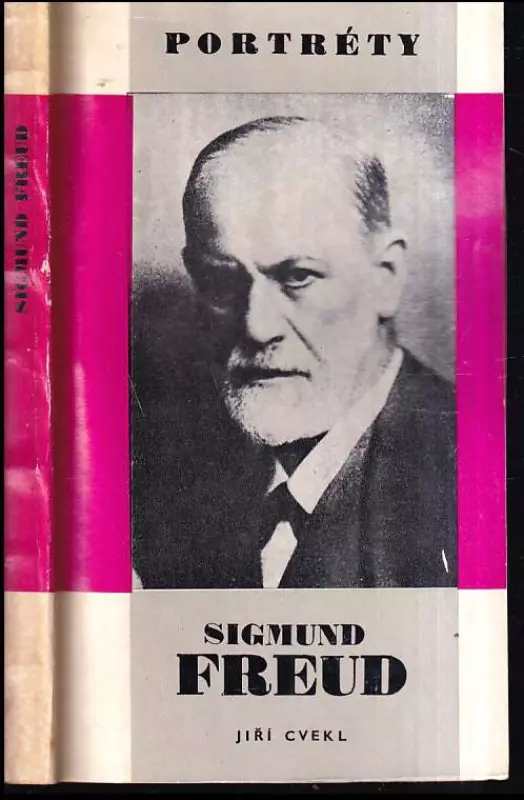 PORTRÉTY
SIGMUND FREUD
SIGMUND
FREUD
JIŘÍ CVEKL